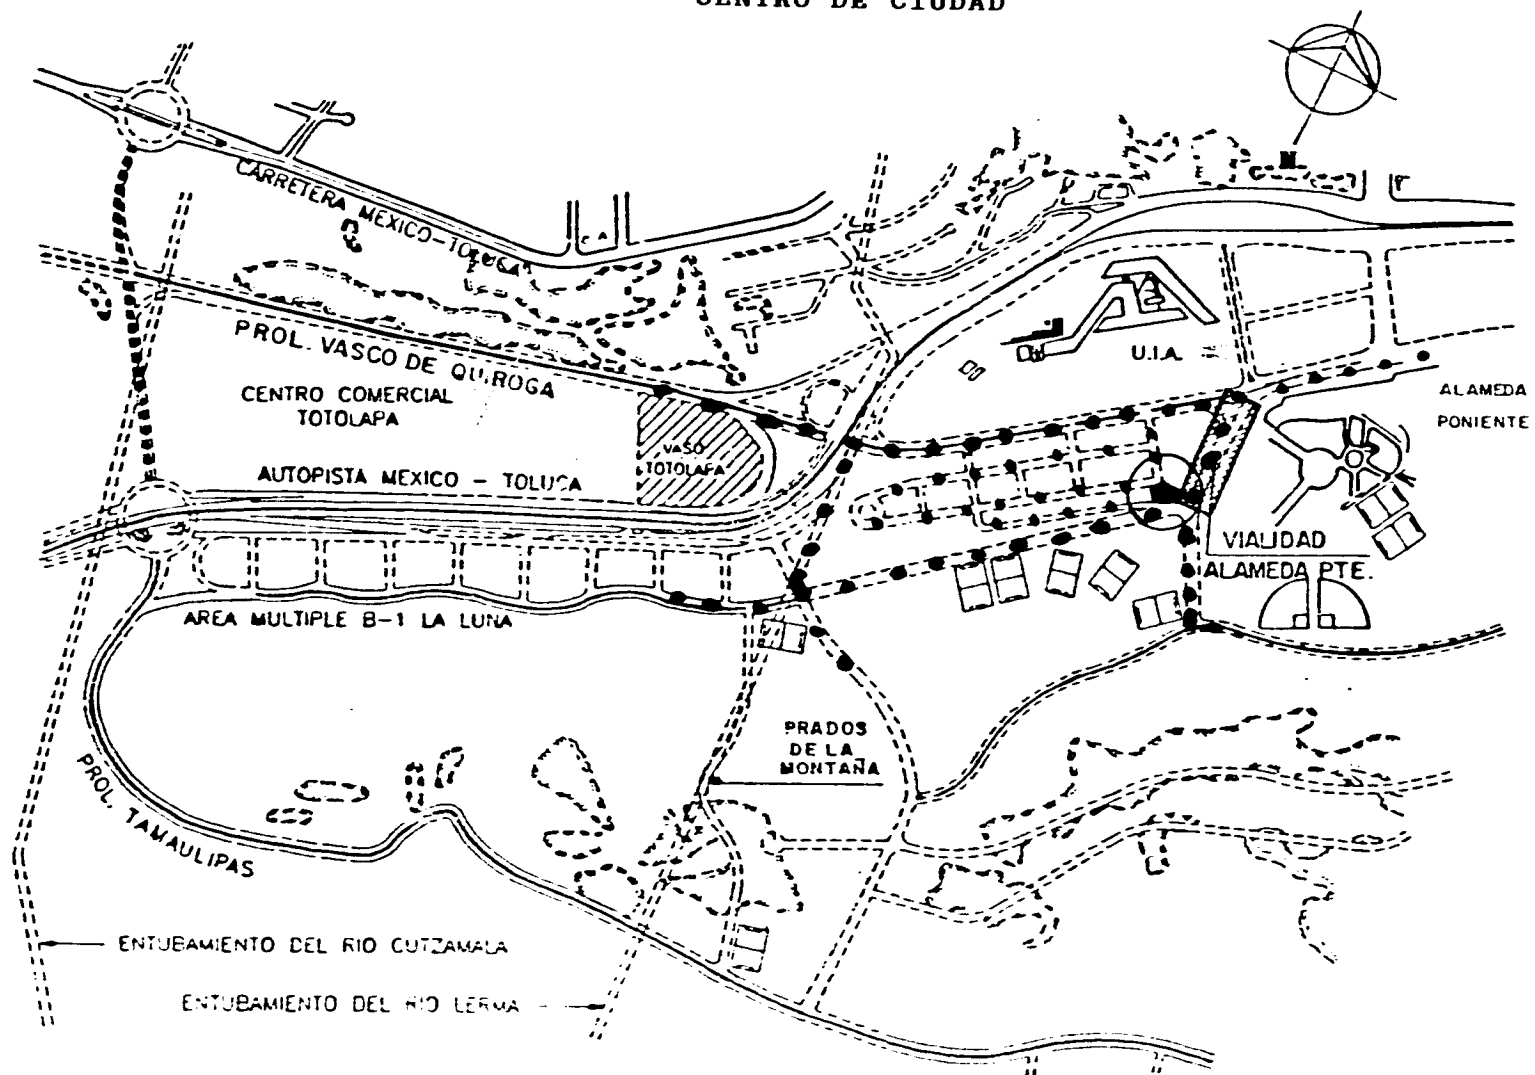 CENTRO DE CIUDAD
N
CARRETERA MEXICO-TOLUCA
PROL. VASCO DE QUIROGA
CENTRO COMERCIAL
TOTOLAPA
VASO
TOTOLAPA
AUTOPISTA MEXICO - TOLUCA
U.I.A.
ALAMEDA
PONIENTE
VIALIDAD
ALAMEDA PTE.
AREA MULTIPLE B-1 LA LUNA
PRADOS
DE LA
MONTAÑA
PROL. TAMAULIPAS
ENTUBAMIENTO DEL RIO CUTZAMALA
ENTUBAMIENTO DEL RIO LERMA